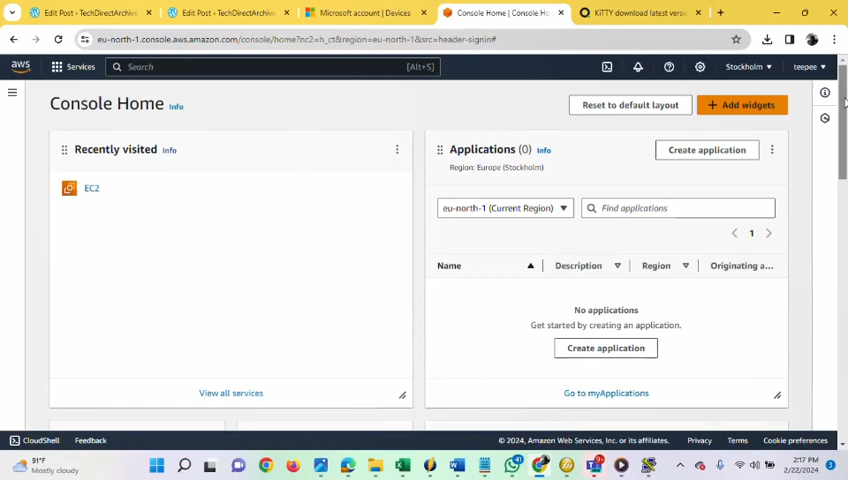 Edit Post ‹ TechDirectArchive
Edit Post ‹ TechDirectArchive
Microsoft account | Devices
Console Home | Console Ho
KiTTY download latest versio
eu-north-1.console.aws.amazon.com/console/home?nc2=h_ct&region=eu-north-1&src=header-signin#
aws
Services
Search
[Alt+S]
Stockholm
teepee
Console Home
Info
Reset to default layout
+ Add widgets
Recently visited Info
EC2
View all services
Applications (0) Info
Region: Europe (Stockholm)
Create application
eu-north-1 (Current Region)
Find applications
1
Name Description Region Originating a...
No applications
Get started by creating an application.
Create application
Go to myApplications
CloudShell Feedback
© 2024, Amazon Web Services, Inc. or its affiliates. Privacy Terms Cookie preferences
91°F
Mostly cloudy
41
9+
2:17 PM
2/22/2024
3